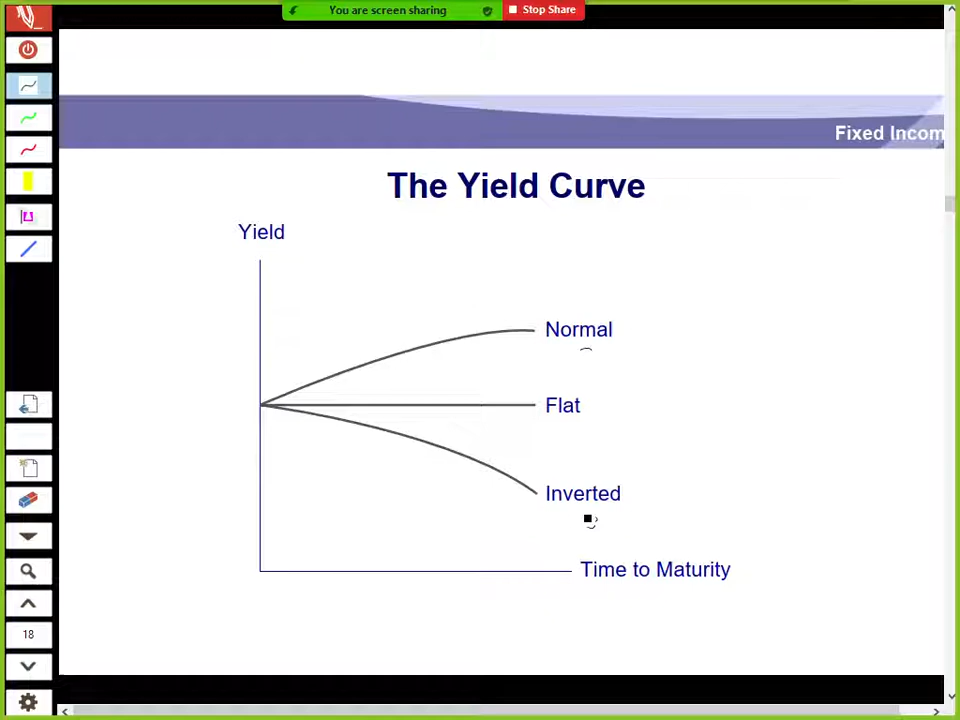 You are screen sharing
Stop Share
Fixed Incom
The Yield Curve
Yield
Normal
Flat
Inverted
Time to Maturity
18